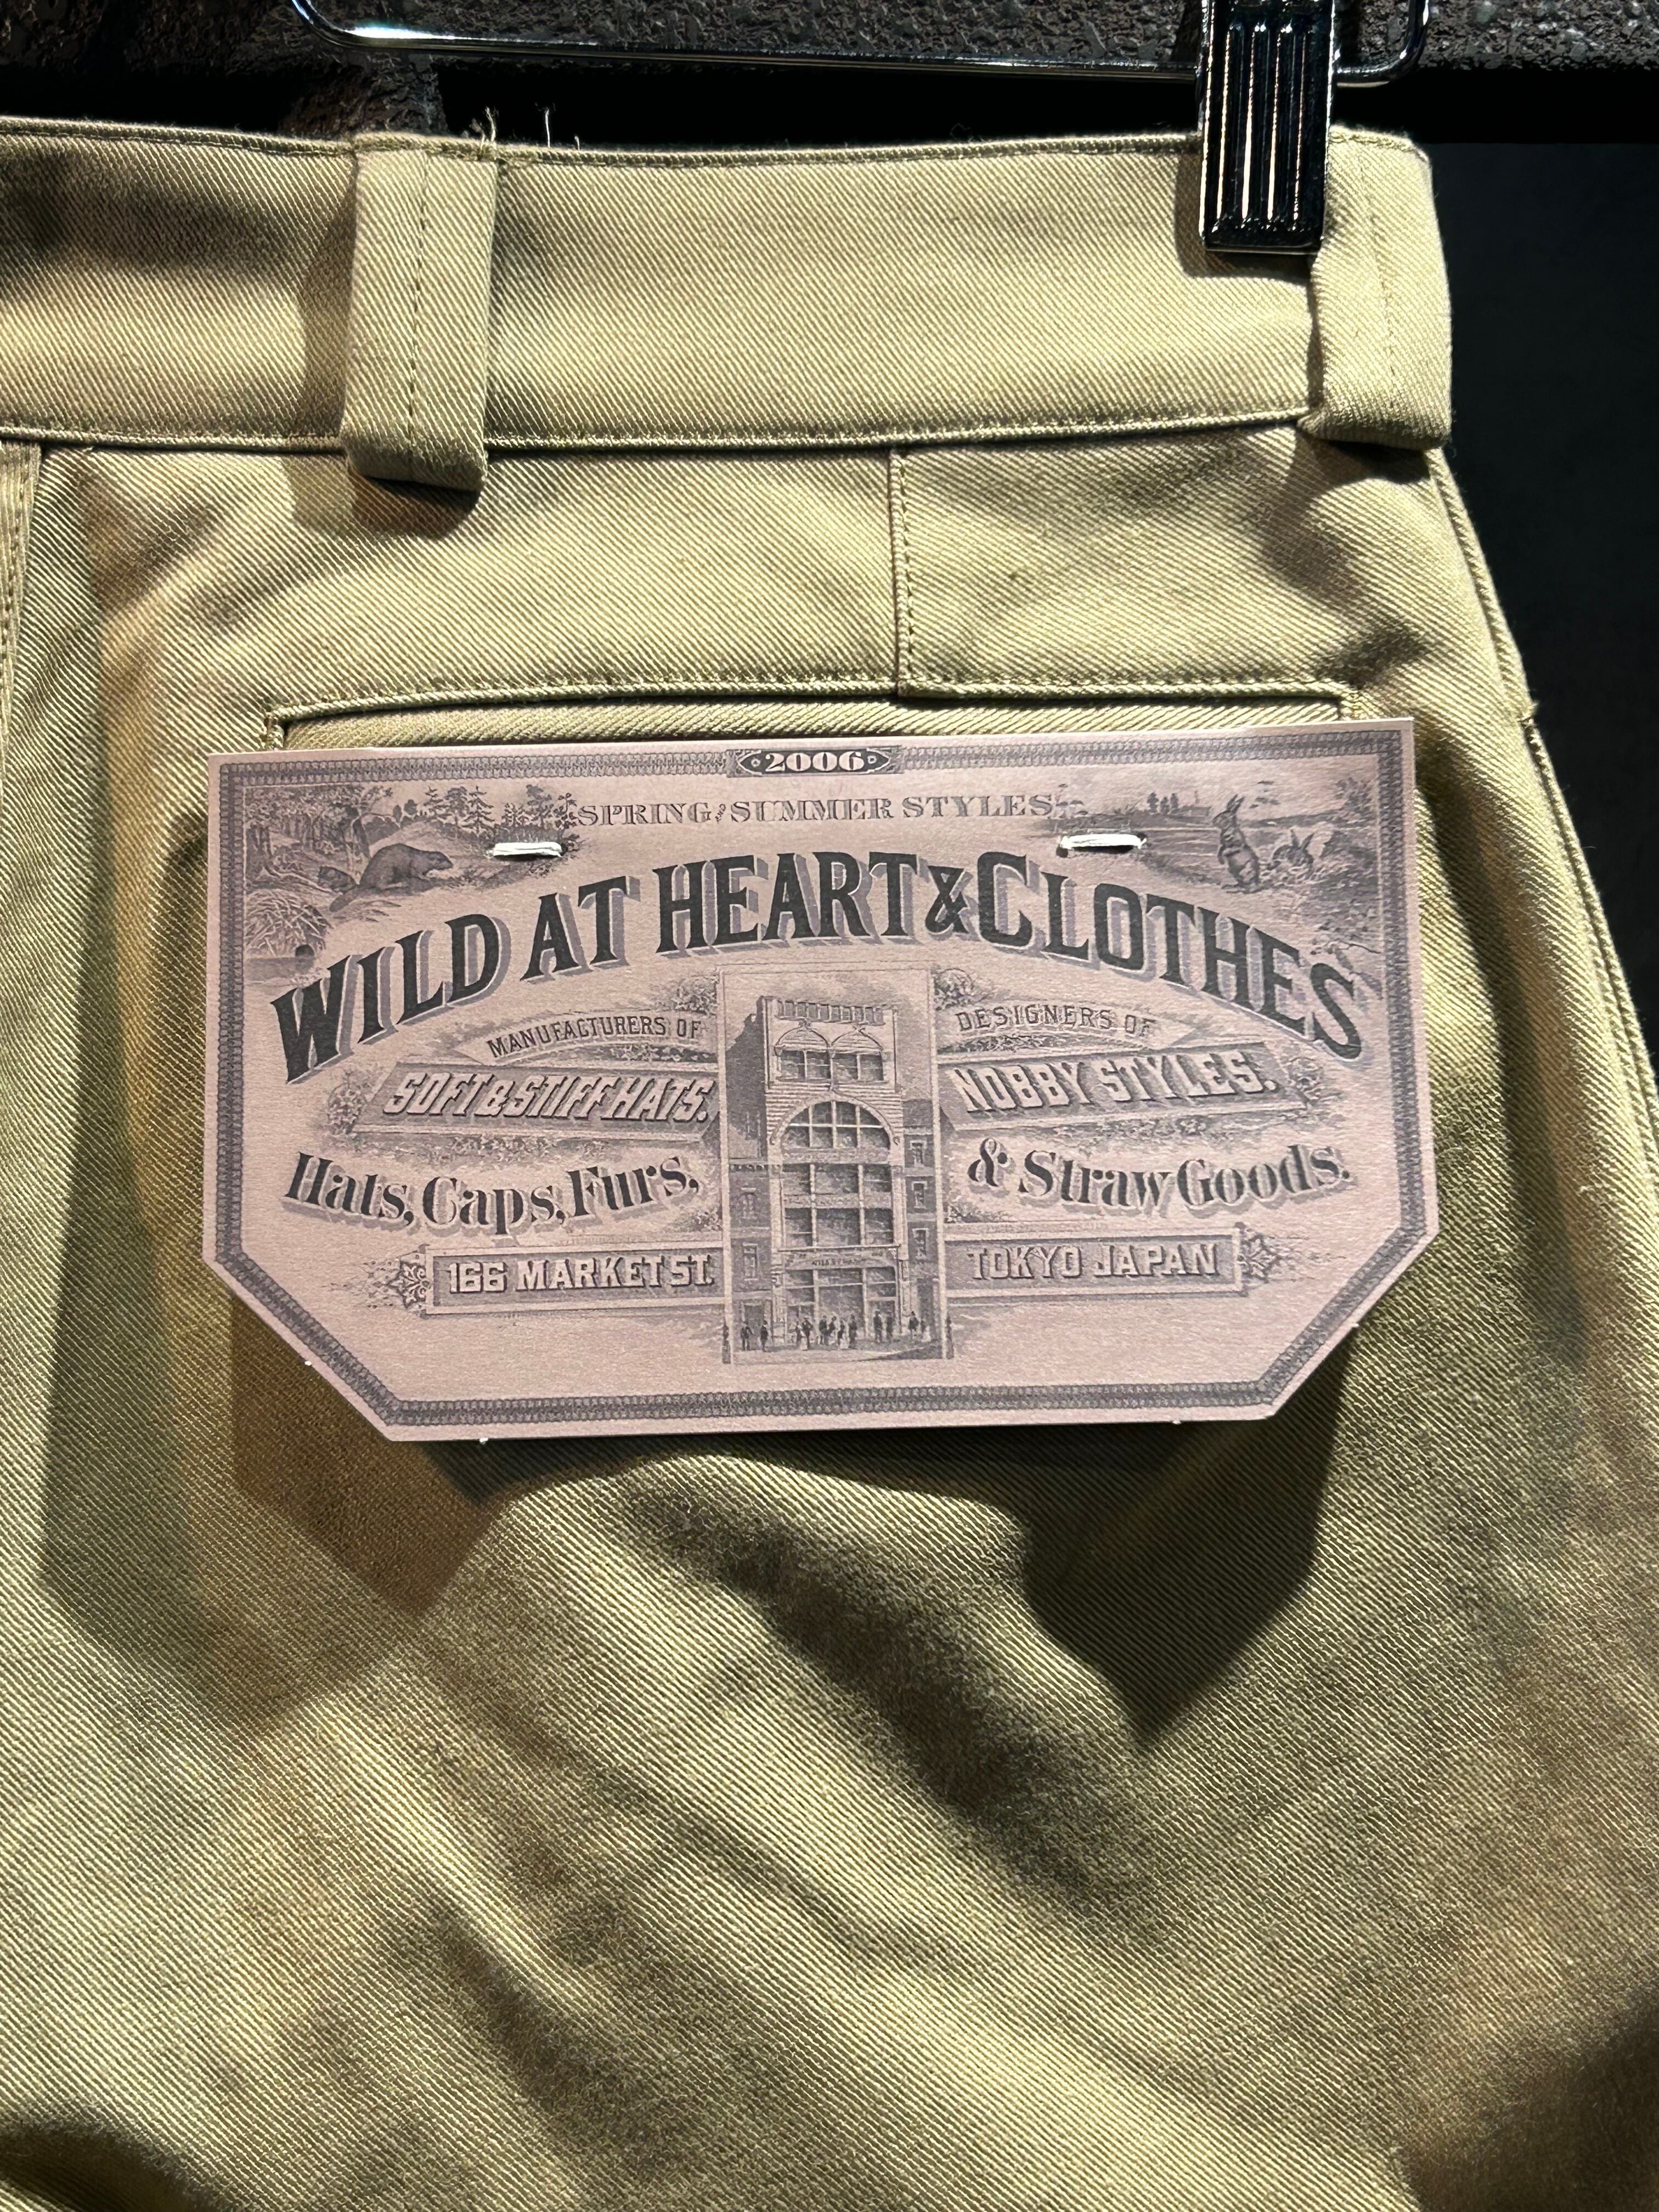 2006
SPRING/SUMMER STYLES
WILD AT HEART & CLOTHES
MANUFACTURERS OF
SOFT & STIFF HATS.
Hats, Caps, Furs,
166 MARKET ST.
DESIGNERS OF
NOBBY STYLES.
& Straw Goods.
TOKYO JAPAN